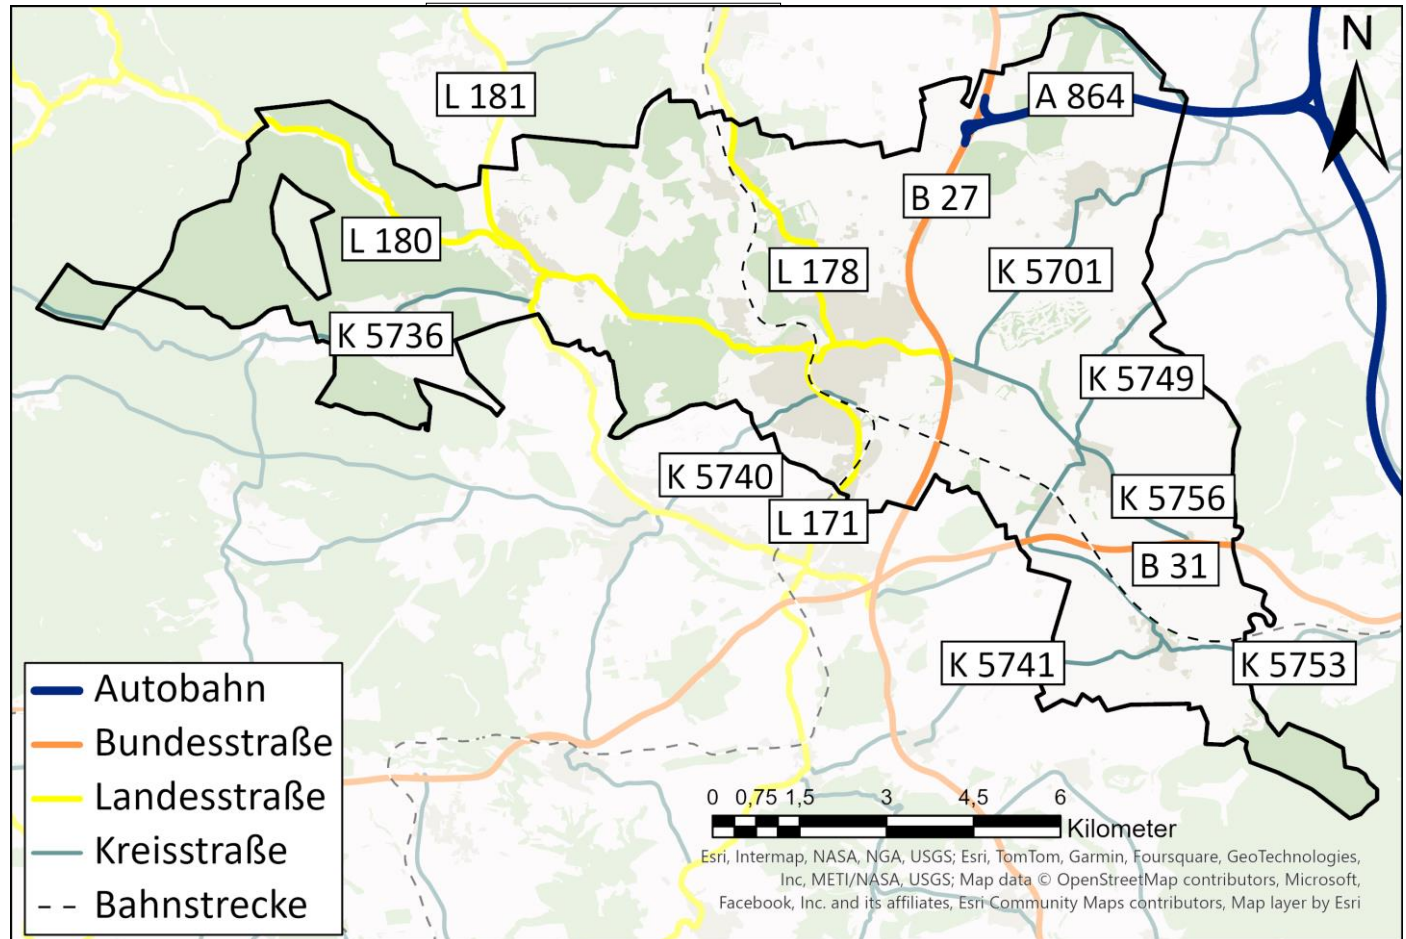 N
L 181
A 864
B 27
L 180
L 178
K 5701
K 5736
K 5749
K 5740
K 5756
L 171
B 31
K 5741
K 5753
Autobahn
Bundesstraße
Landesstraße
Kreisstraße
Bahnstrecke
0 0,75 1,5 3 4,5 6
Kilometer
Esri, Intermap, NASA, NGA, USGS; Esri, TomTom, Garmin, Foursquare, GeoTechnologies,
Inc, METI/NASA, USGS; Map data © OpenStreetMap contributors, Microsoft,
Facebook, Inc. and its affiliates, Esri Community Maps contributors, Map layer by Esri